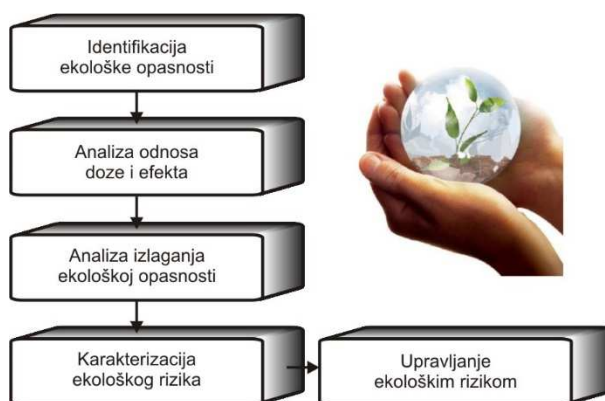 Identifikacija
ekološke opasnosti
Analiza odnosa
doze i efekta
Analiza izlaganja
ekološkoj opasnosti
Karakterizacija
ekološkog rizika
Upravljanje
ekološkim rizikom